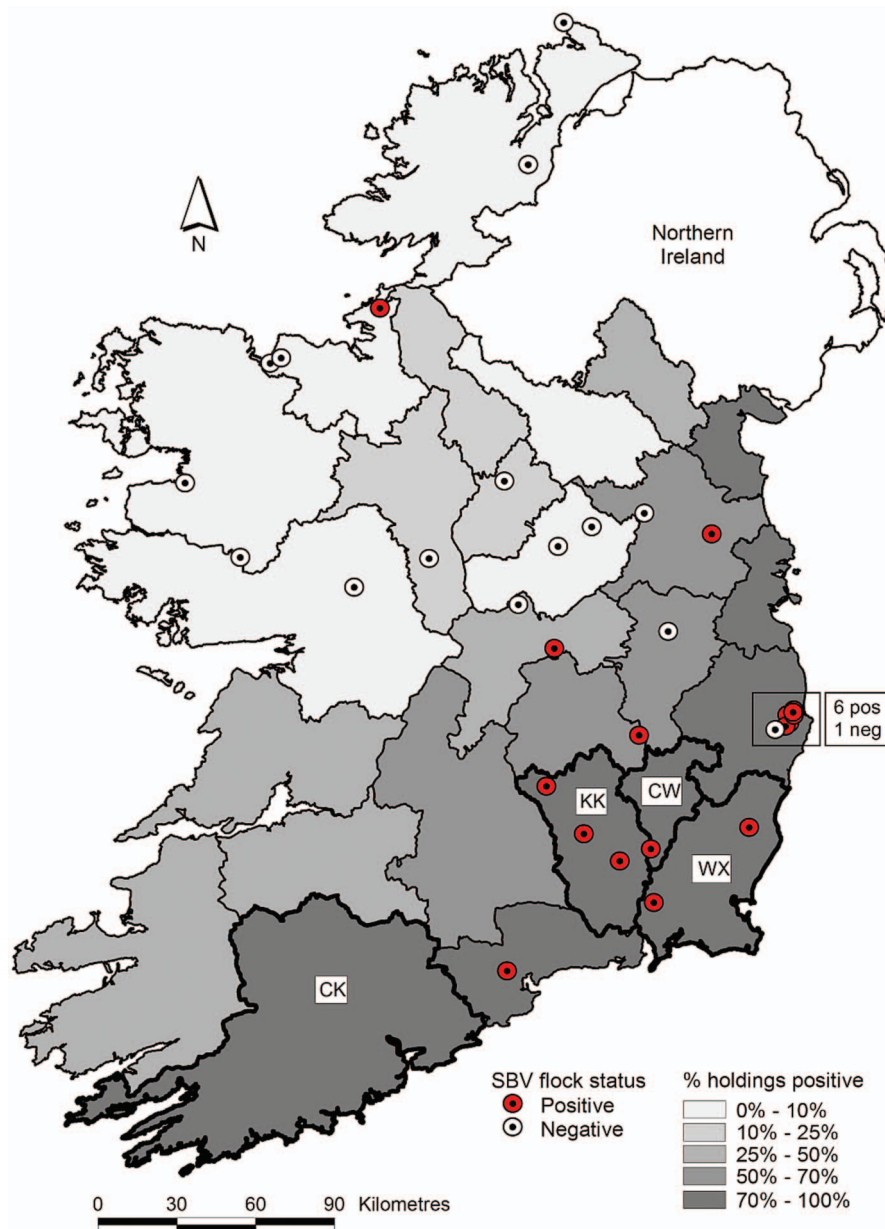 N
Northern
Ireland
6 pos
1 neg
KK
CW
WX
CK
SBV flock status
Positive
Negative
% holdings positive
0% - 10%
10% - 25%
25% - 50%
50% - 70%
70% - 100%
0 30 60 90 Kilometres